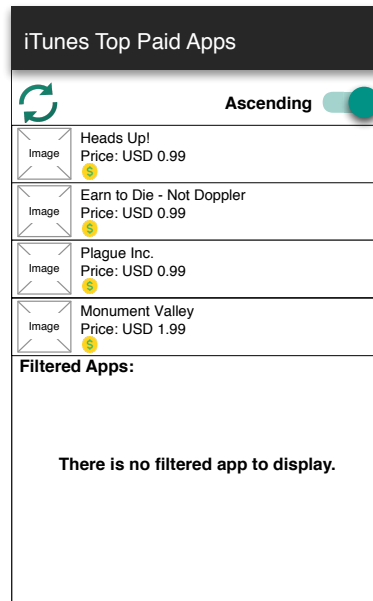 iTunes Top Paid Apps
Ascending
Image
Heads Up!
Price: USD 0.99
$
Image
Earn to Die - Not Doppler
Price: USD 0.99
$
Image
Plague Inc.
Price: USD 0.99
$
Image
Monument Valley
Price: USD 1.99
$
Filtered Apps:
There is no filtered app to display.